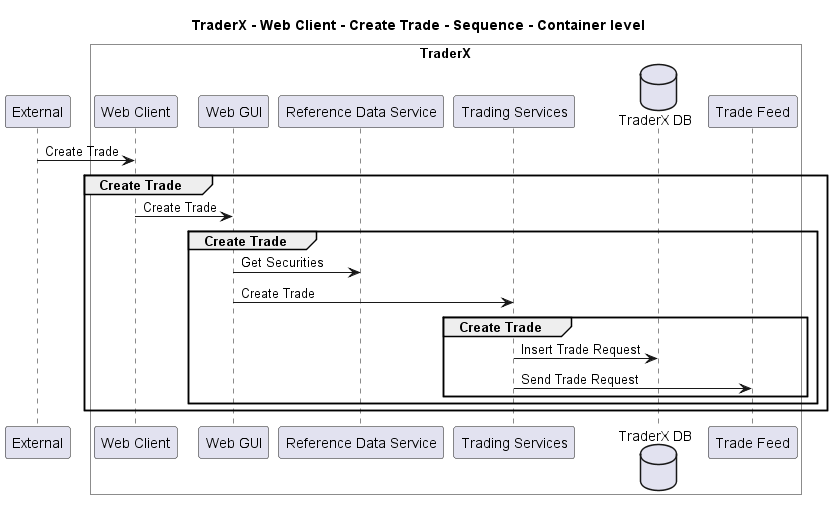 TraderX - Web Client - Create Trade - Sequence - Container level
TraderX
External
Web Client
Web GUI
Reference Data Service
Trading Services
TraderX DB
Trade Feed
Create Trade
Create Trade
Create Trade
Create Trade
Get Securities
Create Trade
Create Trade
Insert Trade Request
Send Trade Request
External
Web Client
Web GUI
Reference Data Service
Trading Services
TraderX DB
Trade Feed